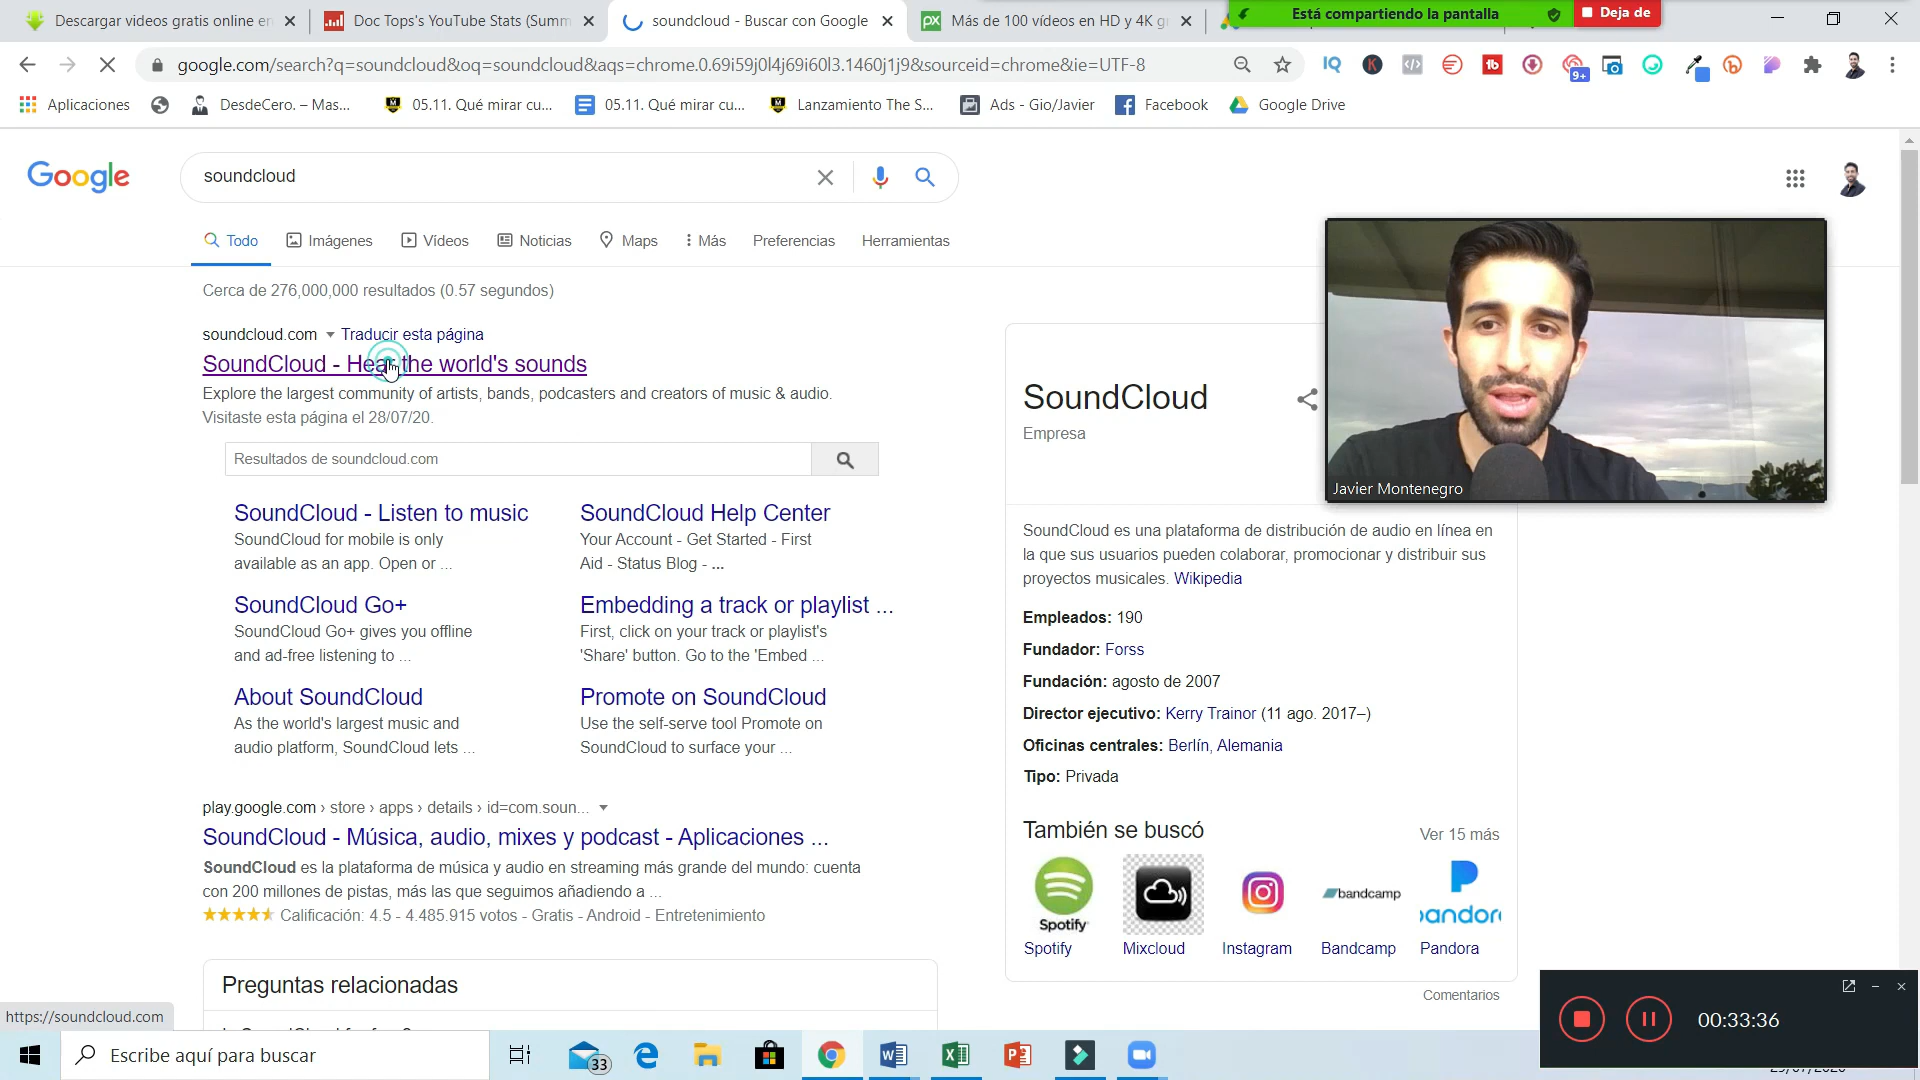 Descargar videos gratis online en
Doc Tops's YouTube Stats (Summ
soundcloud - Buscar con Google
Más de 100 vídeos en HD y 4K gr
Está compartiendo la pantalla
Deja de
google.com/search?q=soundcloud&oq=soundcloud&aqs=chrome.0.69i59j0l4j69i60l3.1460j1j9&sourceid=chrome&ie=UTF-8
Aplicaciones
DesdeCero. – Mas...
05.11. Qué mirar cu...
05.11. Qué mirar cu...
Lanzamiento The S...
Ads - Gio/Javier
Facebook
Google Drive
Google
soundcloud
Todo
Imágenes
Vídeos
Noticias
Maps
Más
Preferencias
Herramientas
Cerca de 276,000,000 resultados (0.57 segundos)
soundcloud.com
Traducir esta página
SoundCloud - Hear the world's sounds
Explore the largest community of artists, bands, podcasters and creators of music & audio.
Visitaste esta página el 28/07/20.
Resultados de soundcloud.com
SoundCloud - Listen to music
SoundCloud for mobile is only
available as an app. Open or ...
SoundCloud Help Center
Your Account - Get Started - First
Aid - Status Blog - ...
SoundCloud Go+
SoundCloud Go+ gives you offline
and ad-free listening to ...
Embedding a track or playlist ...
First, click on your track or playlist's
'Share' button. Go to the 'Embed ...
About SoundCloud
As the world's largest music and
audio platform, SoundCloud lets ...
Promote on SoundCloud
Use the self-serve tool Promote on
SoundCloud to surface your ...
play.google.com › store › apps › details › id=com.soun...
SoundCloud - Música, audio, mixes y podcast - Aplicaciones ...
SoundCloud es la plataforma de música y audio en streaming más grande del mundo: cuenta
con 200 millones de pistas, más las que seguimos añadiendo a ...
Calificación: 4.5 - 4.485.915 votos - Gratis - Android - Entretenimiento
Preguntas relacionadas
SoundCloud
Empresa
Javier Montenegro
SoundCloud es una plataforma de distribución de audio en línea en
la que sus usuarios pueden colaborar, promocionar y distribuir sus
proyectos musicales. Wikipedia
Empleados: 190
Fundador: Forss
Fundación: agosto de 2007
Director ejecutivo: Kerry Trainor (11 ago. 2017–)
Oficinas centrales: Berlín, Alemania
Tipo: Privada
También se buscó
Ver 15 más
Spotify
bandcamp
Spotify
Mixcloud
Instagram
Bandcamp
Pandora
Comentarios
https://soundcloud.com
00:33:36
Escribe aquí para buscar
33